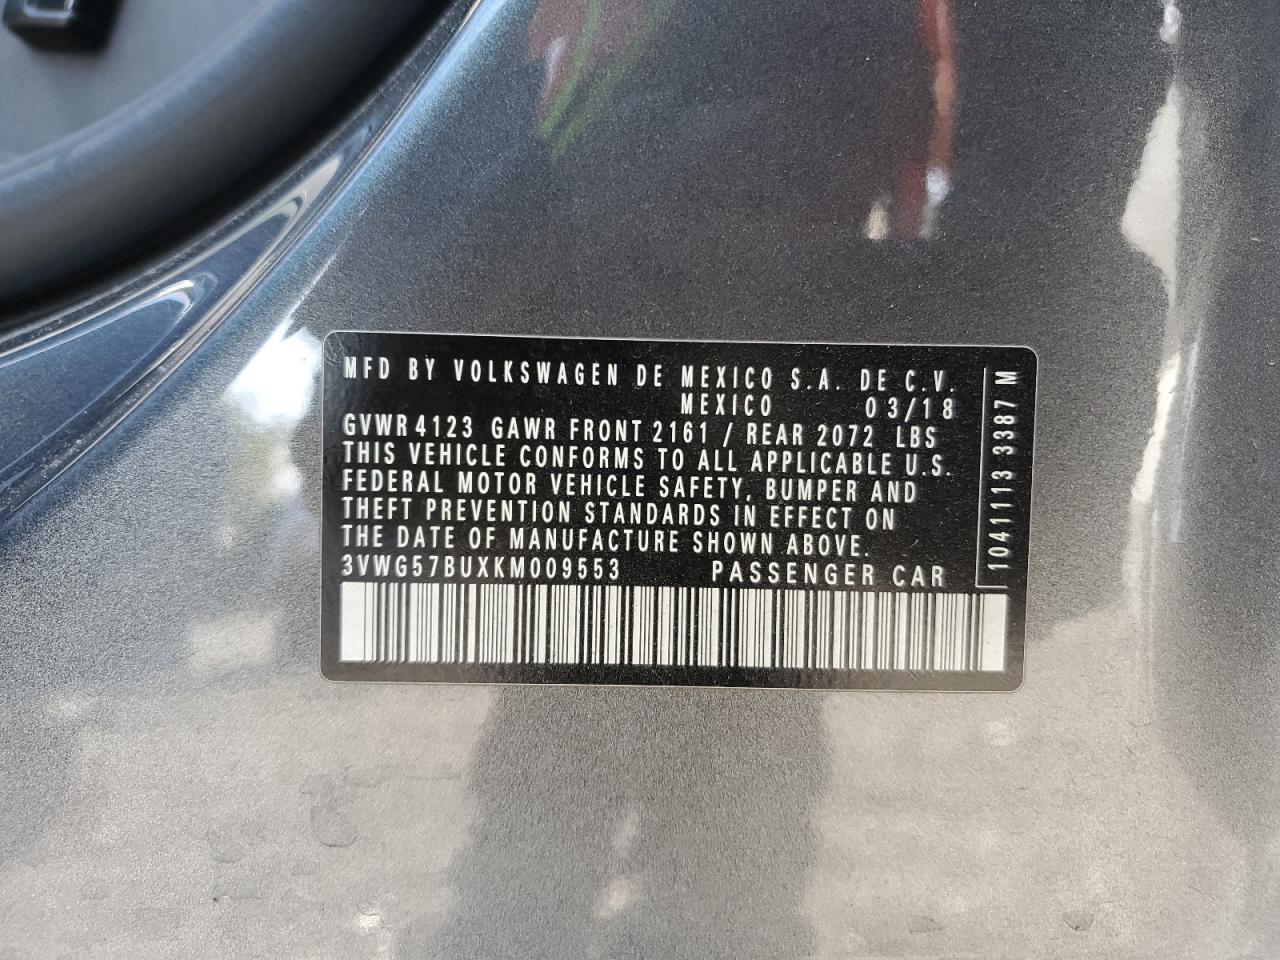 MFD BY VOLKSWAGEN DE MEXICO S.A. DE C.V.
MEXICO 03/18
GVWR 4123 GAWR FRONT 2161 / REAR 2072 LBS
THIS VEHICLE CONFORMS TO ALL APPLICABLE U.S.
FEDERAL MOTOR VEHICLE SAFETY, BUMPER AND
THEFT PREVENTION STANDARDS IN EFFECT ON
THE DATE OF MANUFACTURE SHOWN ABOVE.
3VWG57BUXKM009553 PASSENGER CAR
1041113 3387 M